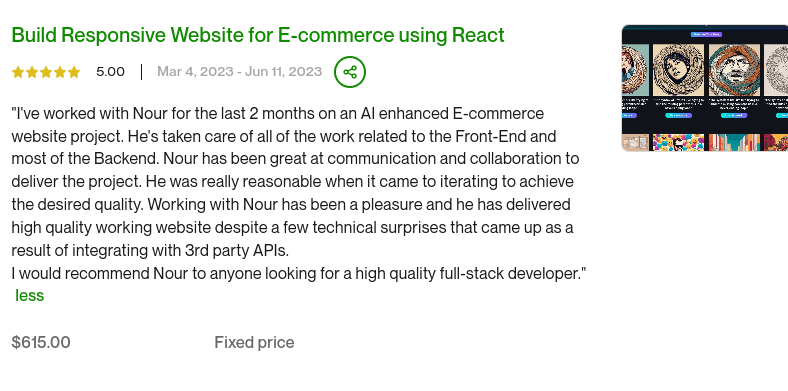 Build Responsive Website for E-commerce using React
5.00 Mar 4, 2023 - Jun 11, 2023
"I've worked with Nour for the last 2 months on an AI enhanced E-commerce
website project. He's taken care of all of the work related to the Front-End and
most of the Backend. Nour has been great at communication and collaboration to
deliver the project. He was really reasonable when it came to iterating to achieve
the desired quality. Working with Nour has been a pleasure and he has delivered
high quality working website despite a few technical surprises that came up as a
result of integrating with 3rd party APIs.
I would recommend Nour to anyone looking for a high quality full-stack developer."
less
$615.00 Fixed price